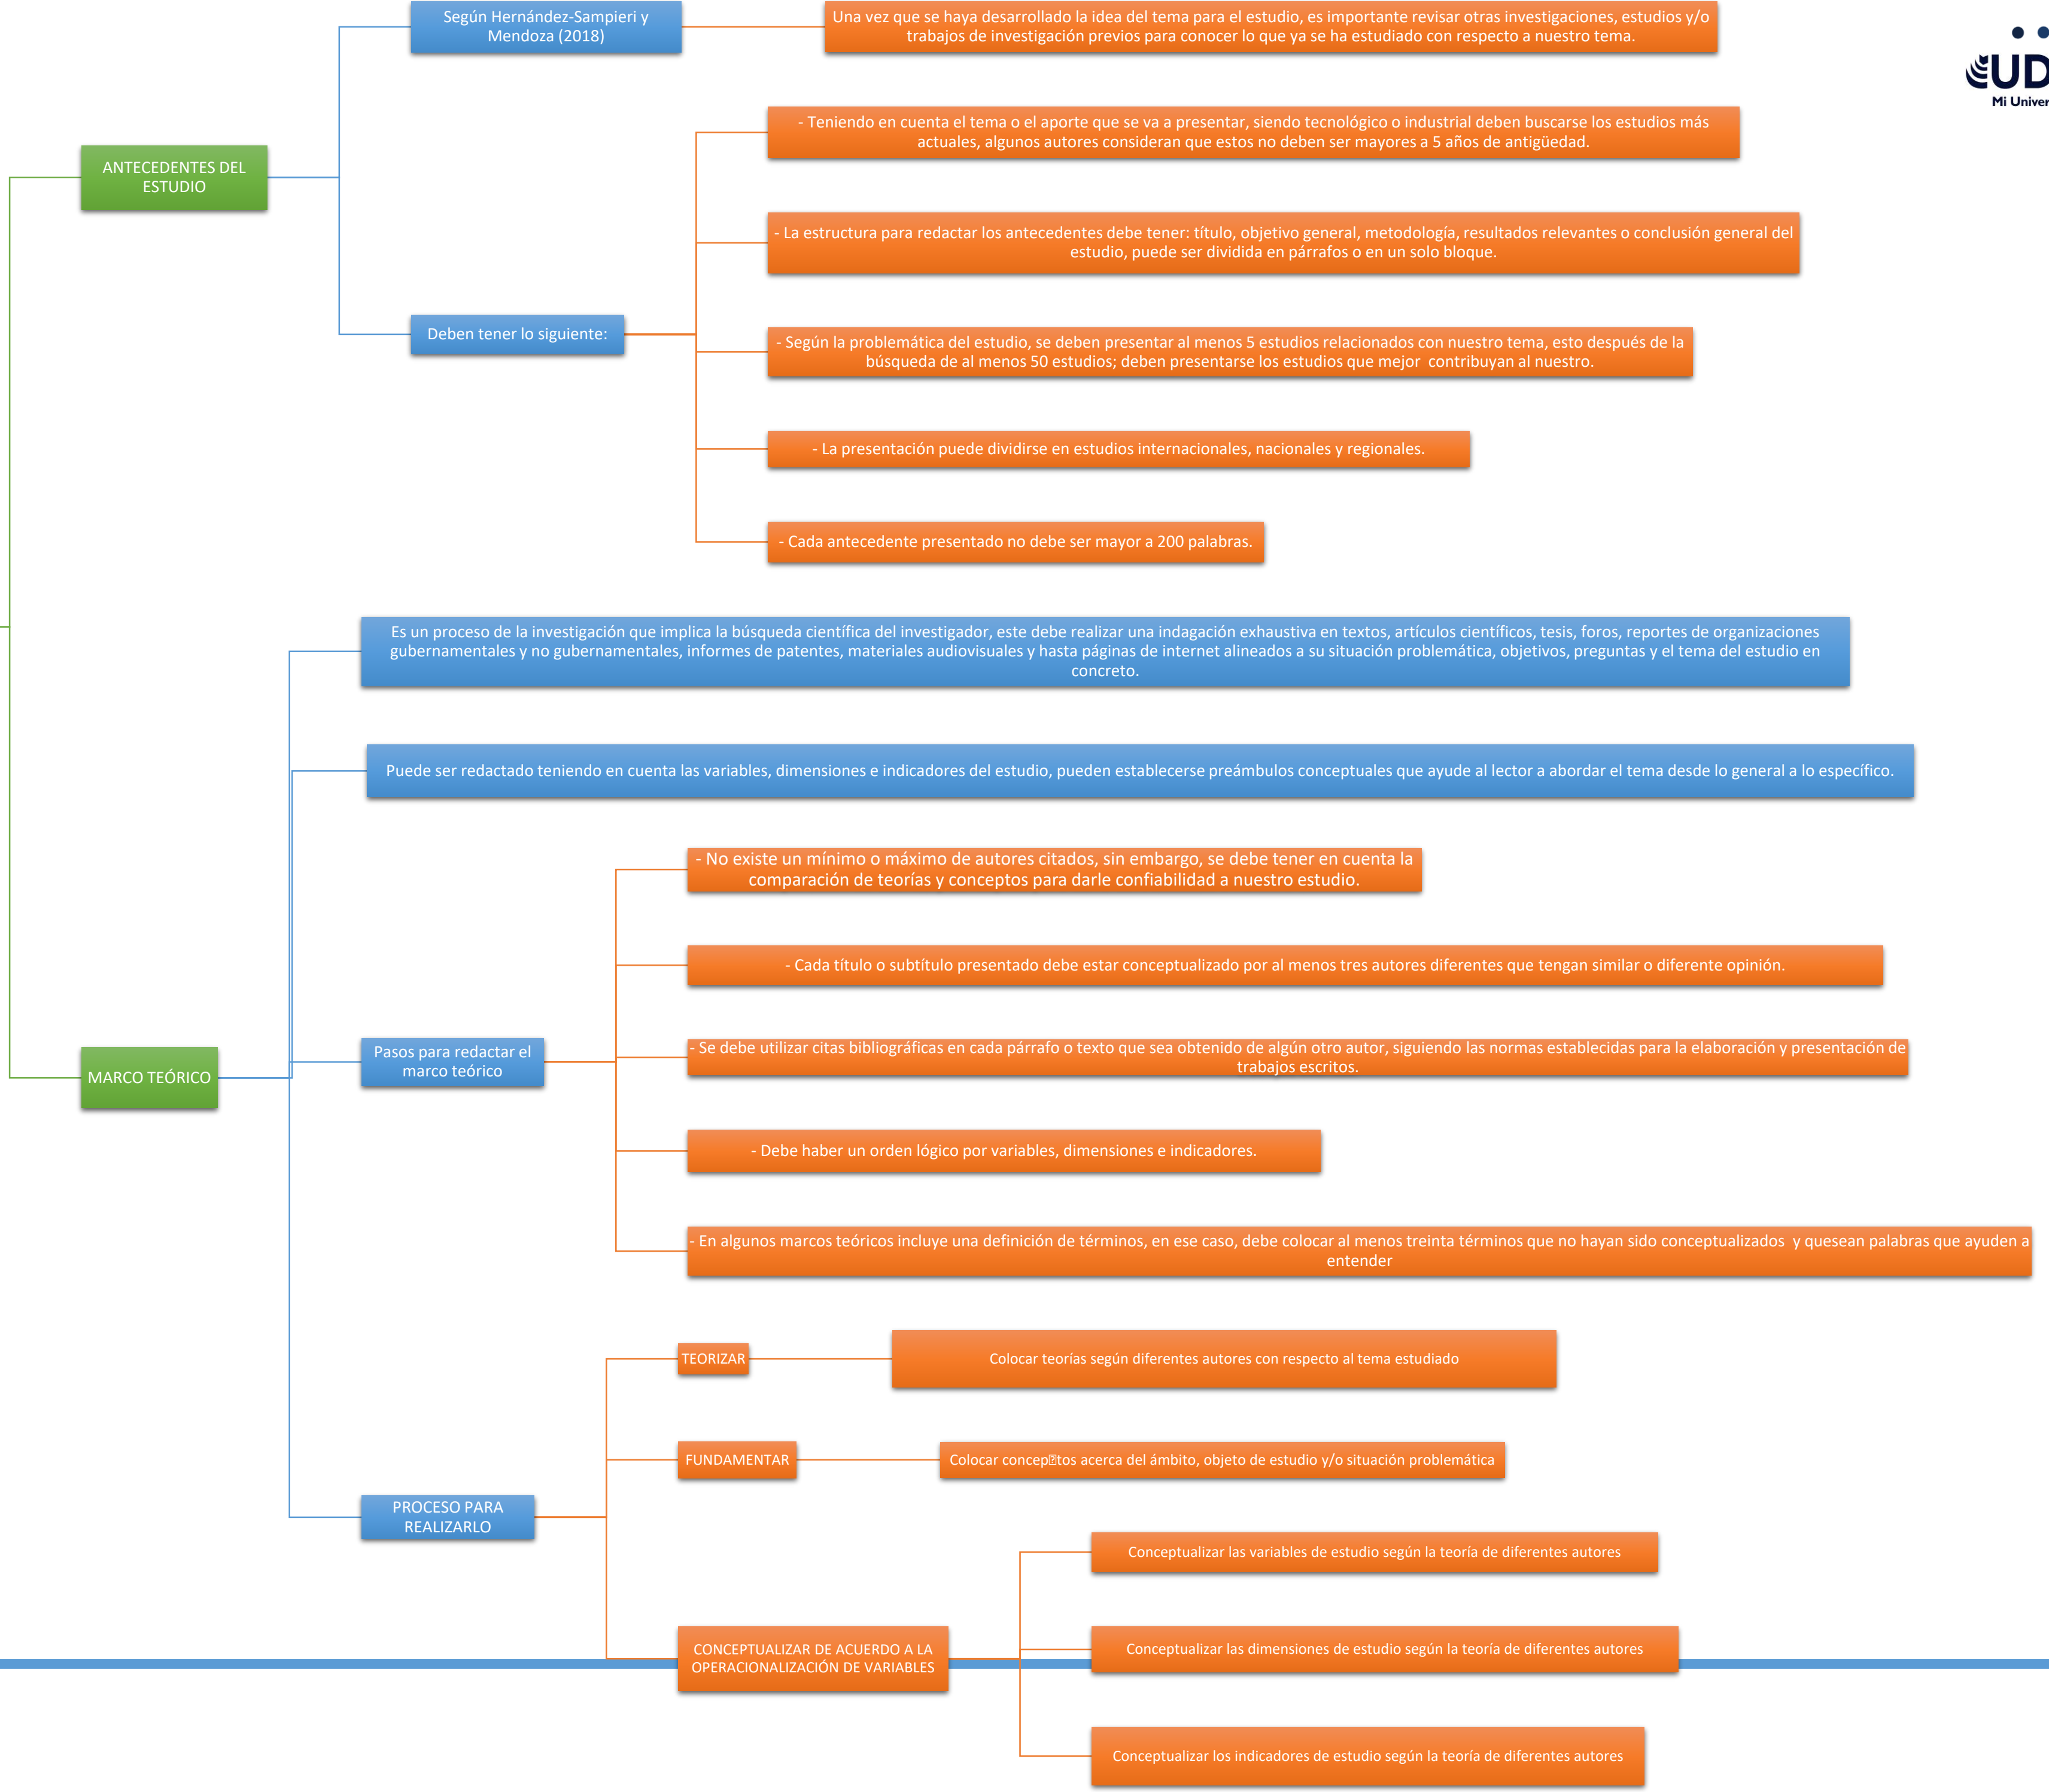 Según Hernández-Sampieri y
Mendoza (2018)
Una vez que se haya desarrollado la idea del tema para el estudio, es importante revisar otras investigaciones, estudios y/o
trabajos de investigación previos para conocer lo que ya se ha estudiado con respecto a nuestro tema.
ANTECEDENTES DEL
ESTUDIO
Deben tener lo siguiente:
- Teniendo en cuenta el tema o el aporte que se va a presentar, siendo tecnológico o industrial deben buscarse los estudios más
actuales, algunos autores consideran que estos no deben ser mayores a 5 años de antigüedad.
- La estructura para redactar los antecedentes debe tener: título, objetivo general, metodología, resultados relevantes o conclusión general del
estudio, puede ser dividida en párrafos o en un solo bloque.
- Según la problemática del estudio, se deben presentar al menos 5 estudios relacionados con nuestro tema, esto después de la
búsqueda de al menos 50 estudios; deben presentarse los estudios que mejor contribuyan al nuestro.
- La presentación puede dividirse en estudios internacionales, nacionales y regionales.
- Cada antecedente presentado no debe ser mayor a 200 palabras.
MARCO TEÓRICO
Es un proceso de la investigación que implica la búsqueda científica del investigador, este debe realizar una indagación exhaustiva en textos, artículos científicos, tesis, foros, reportes de organizaciones
gubernamentales y no gubernamentales, informes de patentes, materiales audiovisuales y hasta páginas de internet alineados a su situación problemática, objetivos, preguntas y el tema del estudio en
concreto.
Puede ser redactado teniendo en cuenta las variables, dimensiones e indicadores del estudio, pueden establecerse preámbulos conceptuales que ayude al lector a abordar el tema desde lo general a lo específico.
Pasos para redactar el
marco teórico
- No existe un mínimo o máximo de autores citados, sin embargo, se debe tener en cuenta la
comparación de teorías y conceptos para darle confiabilidad a nuestro estudio.
- Cada título o subtítulo presentado debe estar conceptualizado por al menos tres autores diferentes que tengan similar o diferente opinión.
- Se debe utilizar citas bibliográficas en cada párrafo o texto que sea obtenido de algún otro autor, siguiendo las normas establecidas para la elaboración y presentación de
trabajos escritos.
- Debe haber un orden lógico por variables, dimensiones e indicadores.
- En algunos marcos teóricos incluye una definición de términos, en ese caso, debe colocar al menos treinta términos que no hayan sido conceptualizados y quesean palabras que ayuden a
entender
PROCESO PARA
REALIZARLO
TEORIZAR
Colocar teorías según diferentes autores con respecto al tema estudiado
FUNDAMENTAR
Colocar conceptos acerca del ámbito, objeto de estudio y/o situación problemática
CONCEPTUALIZAR DE ACUERDO A LA
OPERACIONALIZACIÓN DE VARIABLES
Conceptualizar las variables de estudio según la teoría de diferentes autores
Conceptualizar las dimensiones de estudio según la teoría de diferentes autores
Conceptualizar los indicadores de estudio según la teoría de diferentes autores
UD
Mi Univer